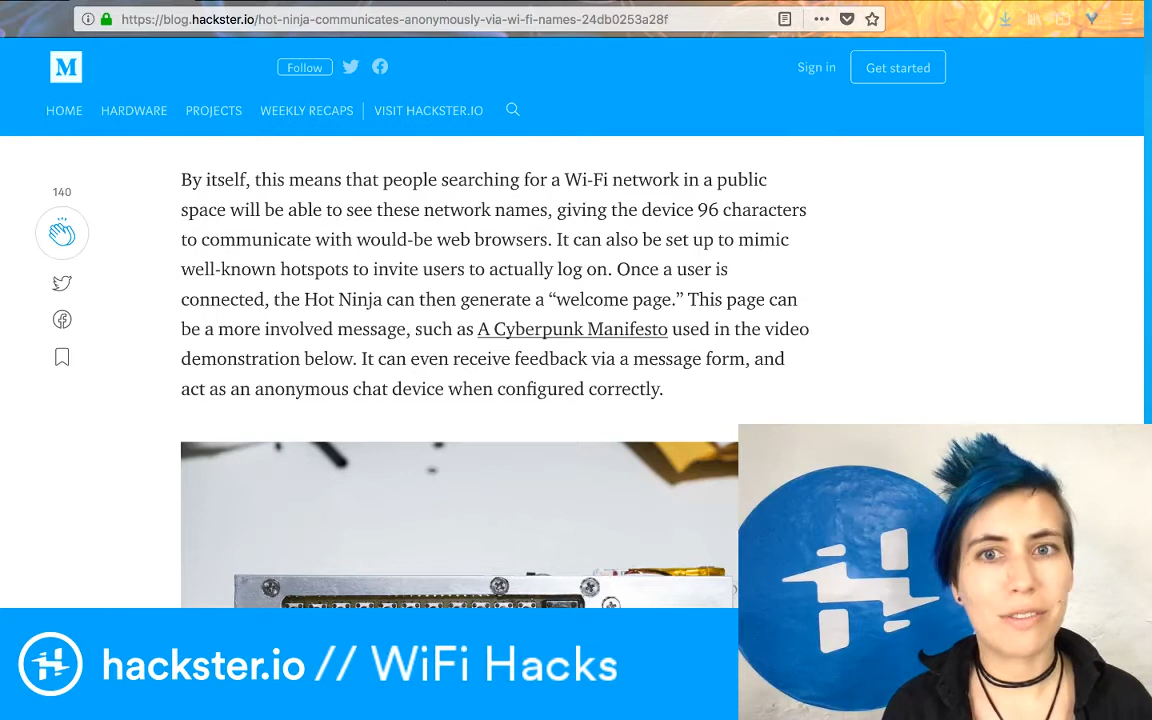 https://blog.hackster.io/hot-ninja-communicates-anonymously-via-wi-fi-names-24db0253a28f
M
Follow
Sign in
Get started
HOME
HARDWARE
PROJECTS
WEEKLY RECAPS
VISIT HACKSTER.IO
140
By itself, this means that people searching for a Wi-Fi network in a public
space will be able to see these network names, giving the device 96 characters
to communicate with would-be web browsers. It can also be set up to mimic
well-known hotspots to invite users to actually log on. Once a user is
connected, the Hot Ninja can then generate a “welcome page.” This page can
be a more involved message, such as A Cyberpunk Manifesto used in the video
demonstration below. It can even receive feedback via a message form, and
act as an anonymous chat device when configured correctly.
hackster.io // WiFi Hacks